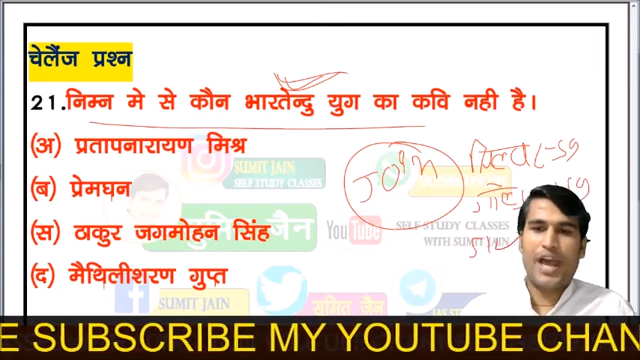 चेलेंज प्रश्न
21.निम्न मे से कौन भारतेन्दु युग का कवि नही है।
(अ) प्रतापनारायण मिश्र
(ब) प्रेमघन
(स) ठाकुर जगमोहन सिंह
(द) मैथिलीशरण गुप्त
SUMIT JAIN
SELF STUDY CLASSES
सुमित जैन
YouTube
SELF STUDY CLASSES
WITH SUMIT JAIN
SUMIT JAIN
सुमित जैन
E SUBSCRIBE MY YOUTUBE CHAN